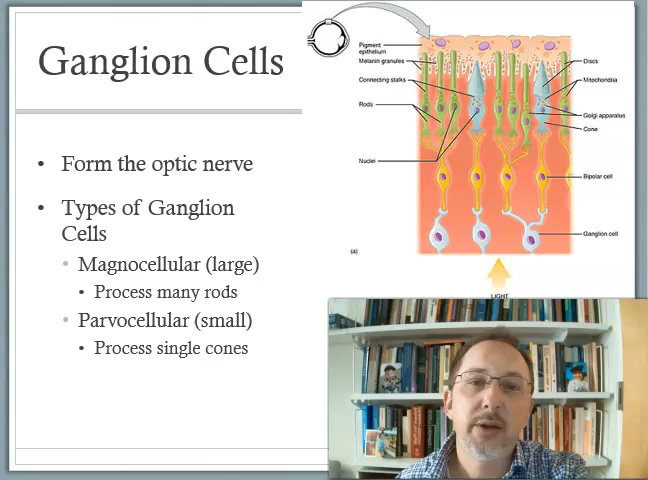 Ganglion Cells
Form the optic nerve
Types of Ganglion
Cells
Magnocellular (large)
Process many rods
Parvocellular (small)
Process single cones
Pigment
epithelium
Melanin granules
Connecting stalks
Rods
Nuclei
Discs
Mitochondria
Golgi apparatus
Cone
Bipolar cell
Ganglion cell
(a)
LIGHT